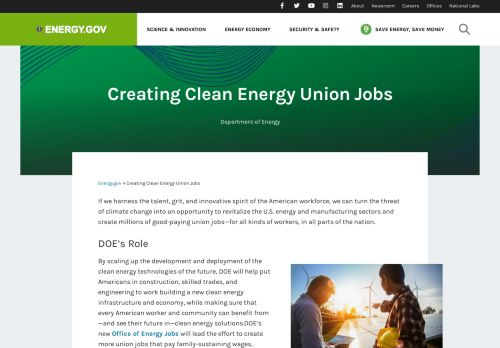 About Newsroom Careers Offices National Labs
ENERGY.GOV SCIENCE & INNOVATION ENERGY ECONOMY SECURITY & SAFETY SAVE ENERGY, SAVE MONEY
Creating Clean Energy Union Jobs
Department of Energy
Energy.gov » Creating Clean Energy Union Jobs
If we harness the talent, grit, and innovative spirit of the American workforce, we can turn the threat
of climate change into an opportunity to revitalize the U.S. energy and manufacturing sectors and
create millions of good-paying union jobs—for all kinds of workers, in all parts of the nation.
DOE's Role
By scaling up the development and deployment of the
clean energy technologies of the future, DOE will help put
Americans in construction, skilled trades, and
engineering to work building a new clean energy
infrastructure and economy, while making sure that
every American worker and community can benefit from
—and see their future in—clean energy solutions.DOE's
new Office of Energy Jobs will lead the effort to create
more union jobs that pay family-sustaining wages,